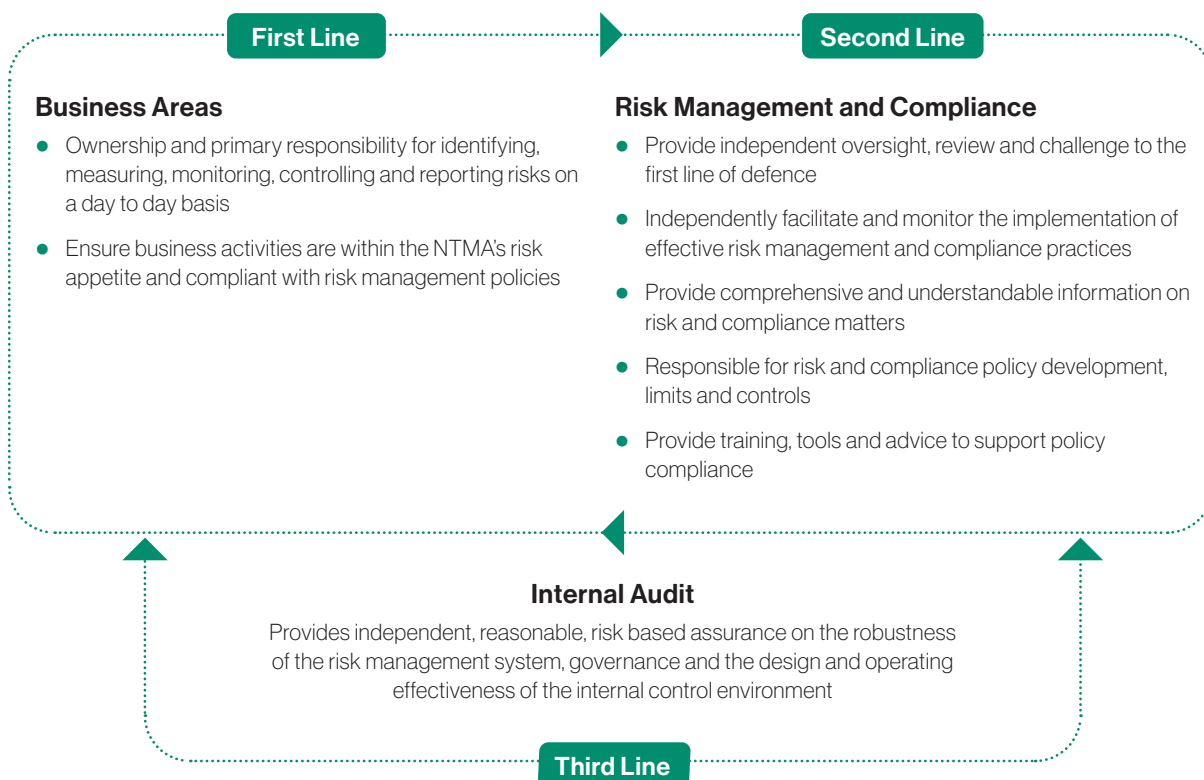 First Line
Business Areas
Ownership and primary responsibility for identifying,
measuring, monitoring, controlling and reporting risks on
a day to day basis
Ensure business activities are within the NTMA's risk
appetite and compliant with risk management policies
Second Line
Risk Management and Compliance
Provide independent oversight, review and challenge to the
first line of defence
Independently facilitate and monitor the implementation of
effective risk management and compliance practices
Provide comprehensive and understandable information on
risk and compliance matters
Responsible for risk and compliance policy development,
limits and controls
Provide training, tools and advice to support policy
compliance
Internal Audit
Provides independent, reasonable, risk based assurance on the robustness
of the risk management system, governance and the design and operating
effectiveness of the internal control environment
Third Line